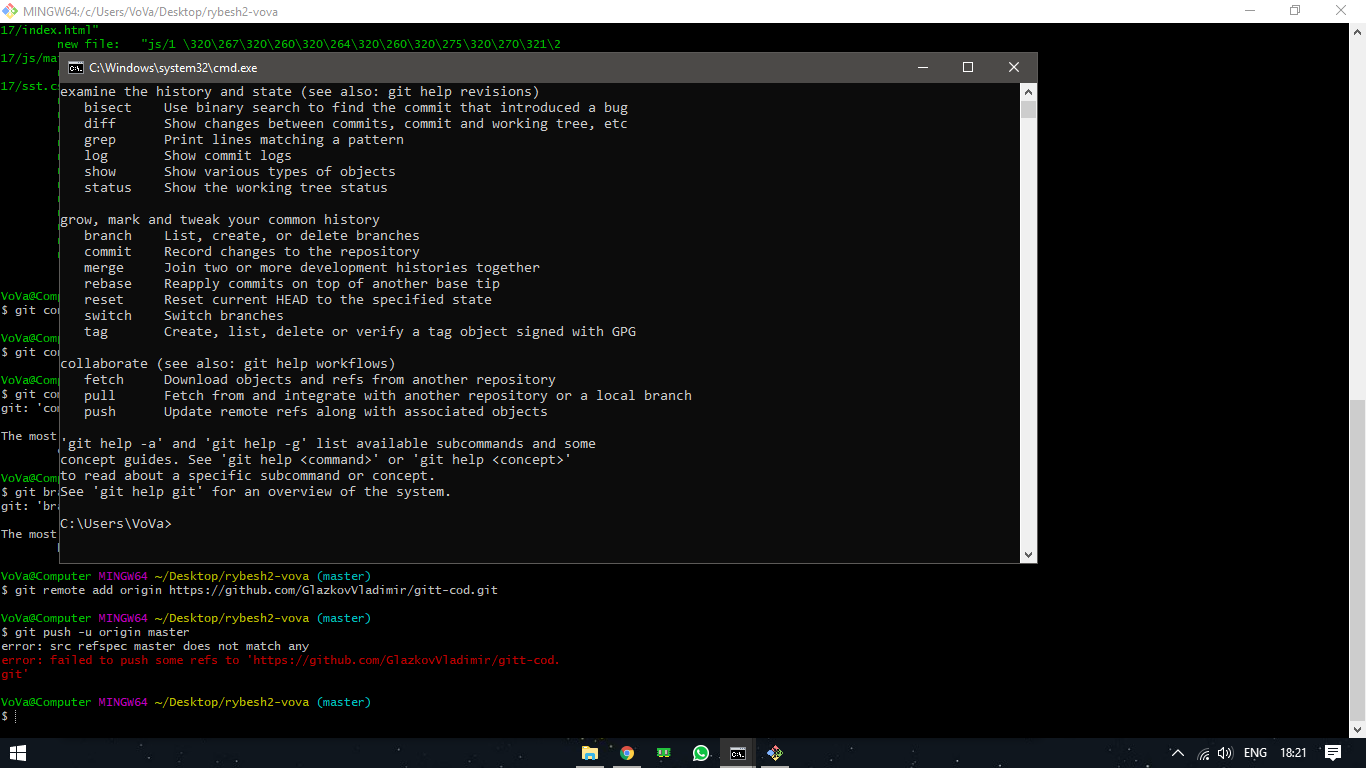 MINGW64:/c/Users/VoVa/Desktop/rybesh2-vova
17/index.html"
new file: "js/1 \320\267\320\260\320\264\320\260\320\275\320\270\321\2
17/js/ma
17/sst.c
C:\Windows\system32\cmd.exe
examine the history and state (see also: git help revisions)
bisect Use binary search to find the commit that introduced a bug
diff Show changes between commits, commit and working tree, etc
grep Print lines matching a pattern
log Show commit logs
show Show various types of objects
status Show the working tree status
grow, mark and tweak your common history
branch List, create, or delete branches
commit Record changes to the repository
merge Join two or more development histories together
rebase Reapply commits on top of another base tip
reset Reset current HEAD to the specified state
switch Switch branches
tag Create, list, delete or verify a tag object signed with GPG
collaborate (see also: git help workflows)
fetch Download objects and refs from another repository
pull Fetch from and integrate with another repository or a local branch
push Update remote refs along with associated objects
'git help -a' and 'git help -g' list available subcommands and some
concept guides. See 'git help <command>' or 'git help <concept>'
to read about a specific subcommand or concept.
See 'git help git' for an overview of the system.
C:\Users\VoVa>
VoVa@Comp
$ git co
VoVa@Comp
$ git co
VoVa@Comp
$ git co
git: 'co
The most
VoVa@Comp
$ git br
git: 'br
The most
VoVa@Computer MINGW64 ~/Desktop/rybesh2-vova (master)
$ git remote add origin https://github.com/GlazkovVladimir/gitt-cod.git
VoVa@Computer MINGW64 ~/Desktop/rybesh2-vova (master)
$ git push -u origin master
error: src refspec master does not match any
error: failed to push some refs to 'https://github.com/GlazkovVladimir/gitt-cod.
git'
VoVa@Computer MINGW64 ~/Desktop/rybesh2-vova (master)
$
ENG 18:21